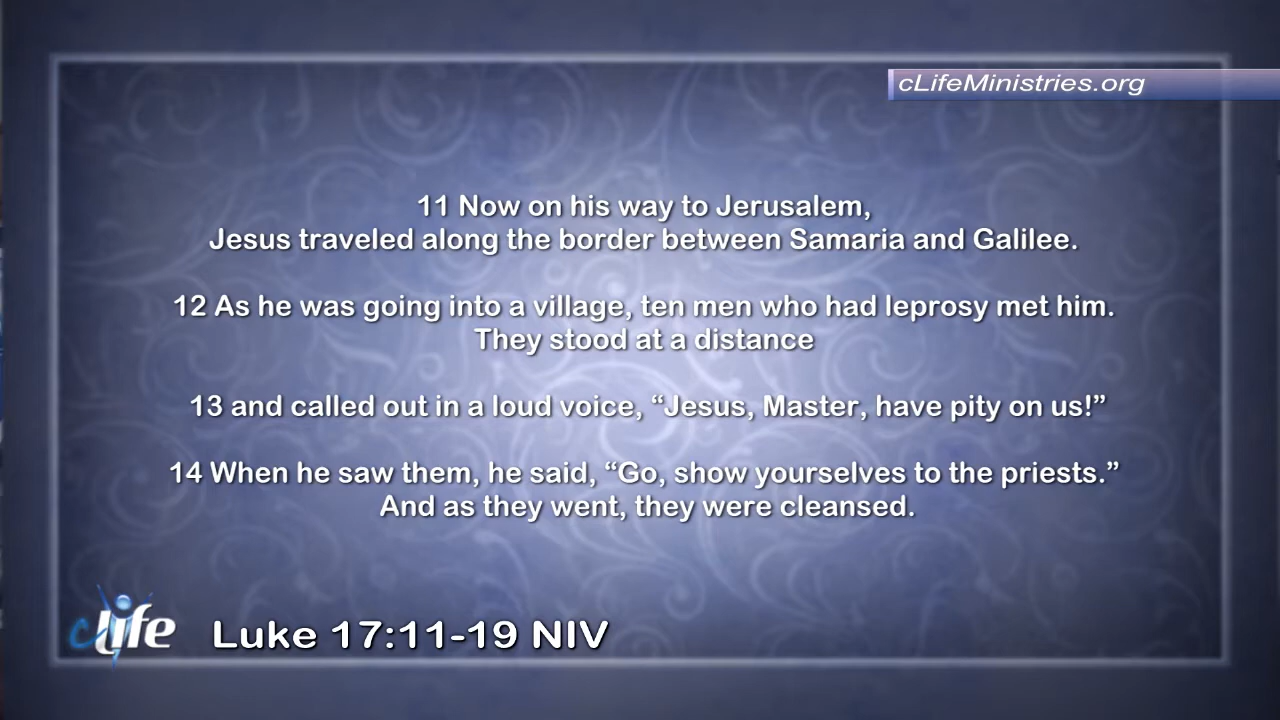 cLifeMinistries.org
11 Now on his way to Jerusalem,
Jesus traveled along the border between Samaria and Galilee.
12 As he was going into a village, ten men who had leprosy met him.
They stood at a distance
13 and called out in a loud voice, “Jesus, Master, have pity on us!”
14 When he saw them, he said, “Go, show yourselves to the priests.”
And as they went, they were cleansed.
cLife
Luke 17:11-19 NIV